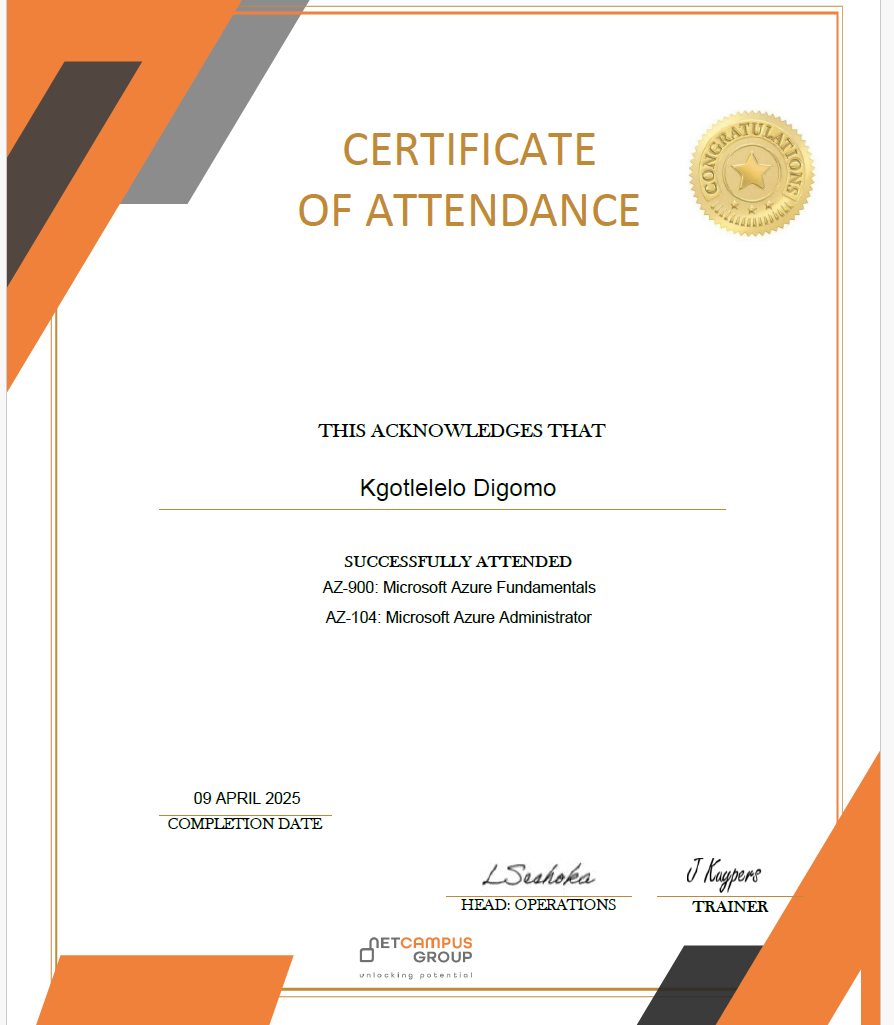 CERTIFICATE
OF ATTENDANCE
CONGRATULATIONS
THIS ACKNOWLEDGES THAT
Kgotlelelo Digomo
SUCCESSFULLY ATTENDED
AZ-900: Microsoft Azure Fundamentals
AZ-104: Microsoft Azure Administrator
09 APRIL 2025
COMPLETION DATE
L Seshoka
HEAD: OPERATIONS
J Kuypers
TRAINER
NETCAMPUS
GROUP
unlocking potential